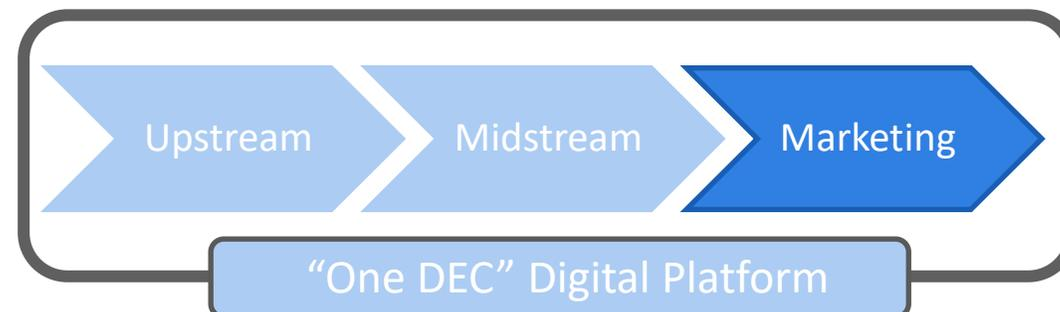 Upstream
Midstream
Marketing
“One DEC” Digital Platform